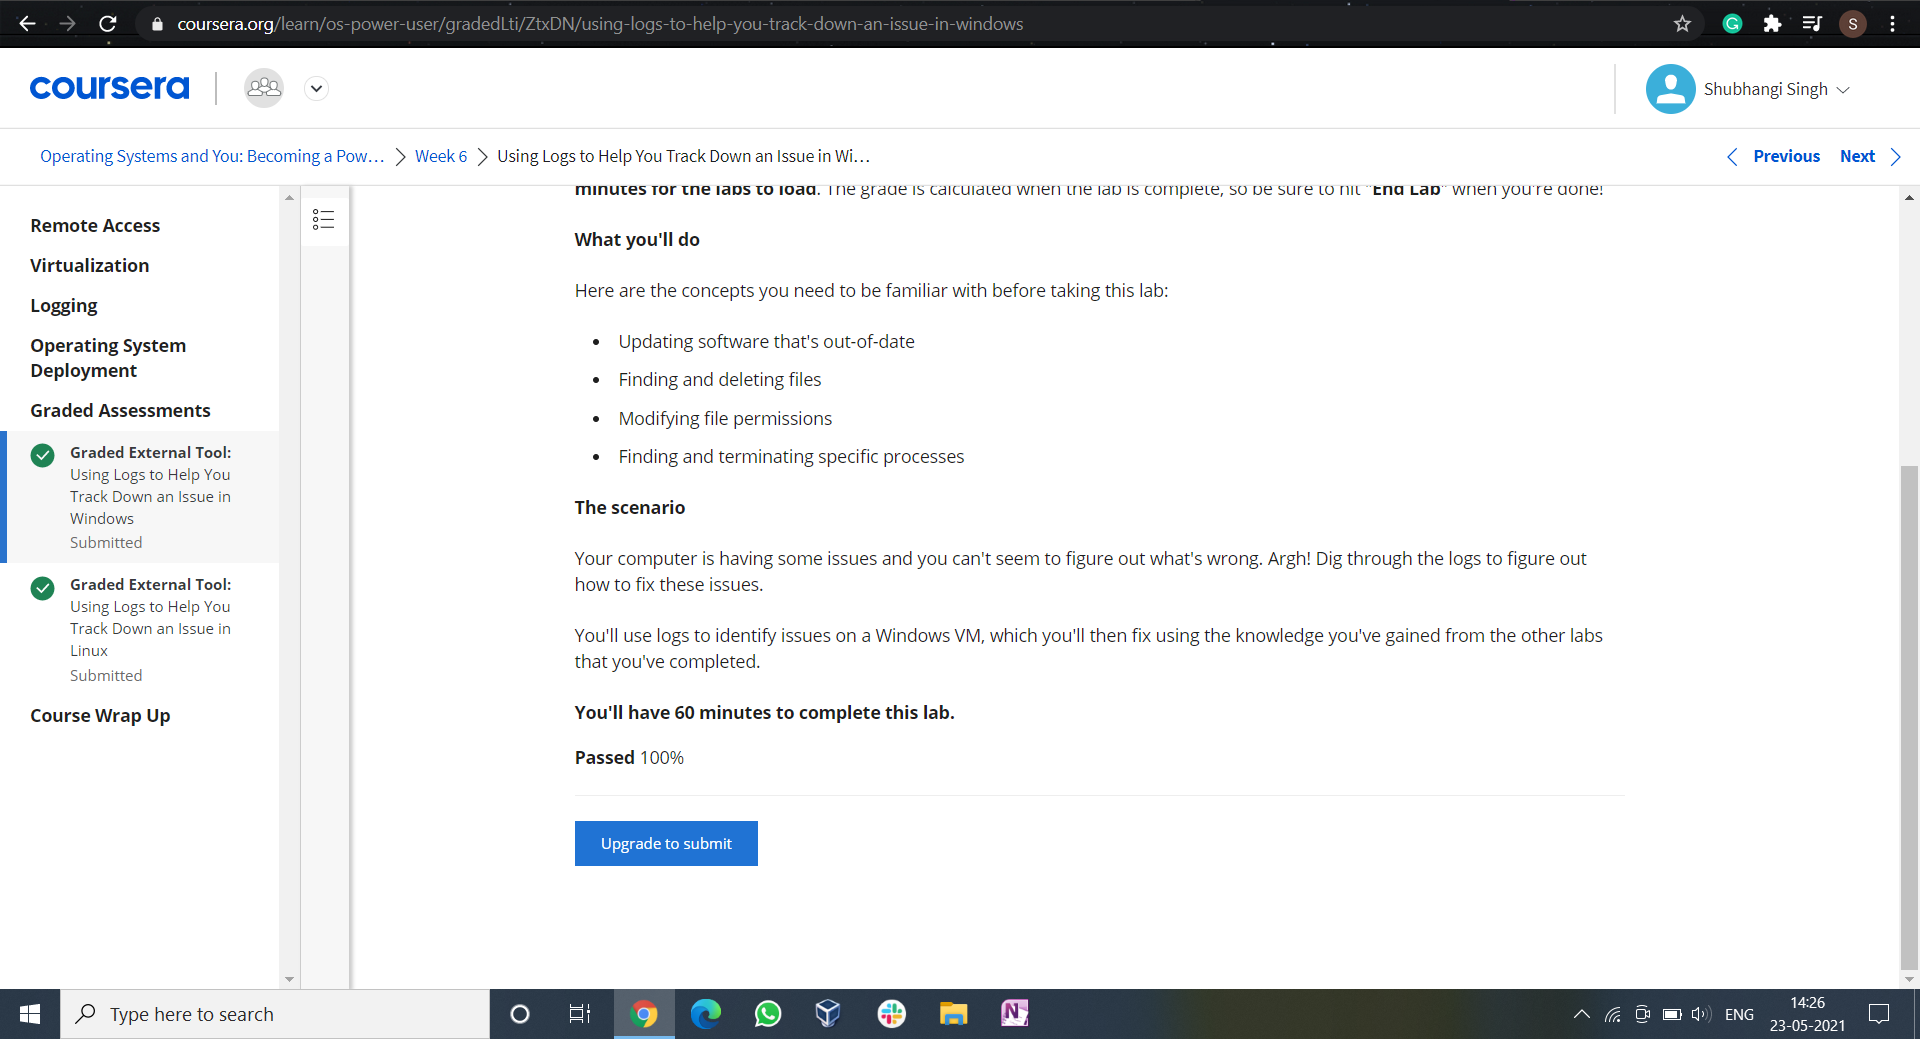 coursera.org/learn/os-power-user/gradedLti/ZtxDN/using-logs-to-help-you-track-down-an-issue-in-windows
S
coursera
Shubhangi Singh
Operating Systems and You: Becoming a Pow... > Week 6 > Using Logs to Help You Track Down an Issue in Wi...
Previous
Next
Remote Access
Virtualization
Logging
Operating System
Deployment
Graded Assessments
Graded External Tool:
Using Logs to Help You
Track Down an Issue in
Windows
Submitted
Graded External Tool:
Using Logs to Help You
Track Down an Issue in
Linux
Submitted
Course Wrap Up
minutes for the labs to load. The grade is calculated when the lab is complete, so be sure to hit "End Lab" when you're done!
What you'll do
Here are the concepts you need to be familiar with before taking this lab:
• Updating software that's out-of-date
• Finding and deleting files
• Modifying file permissions
• Finding and terminating specific processes
The scenario
Your computer is having some issues and you can't seem to figure out what's wrong. Argh! Dig through the logs to figure out
how to fix these issues.
You'll use logs to identify issues on a Windows VM, which you'll then fix using the knowledge you've gained from the other labs
that you've completed.
You'll have 60 minutes to complete this lab.
Passed 100%
Upgrade to submit
Type here to search
N
ENG
14:26
23-05-2021